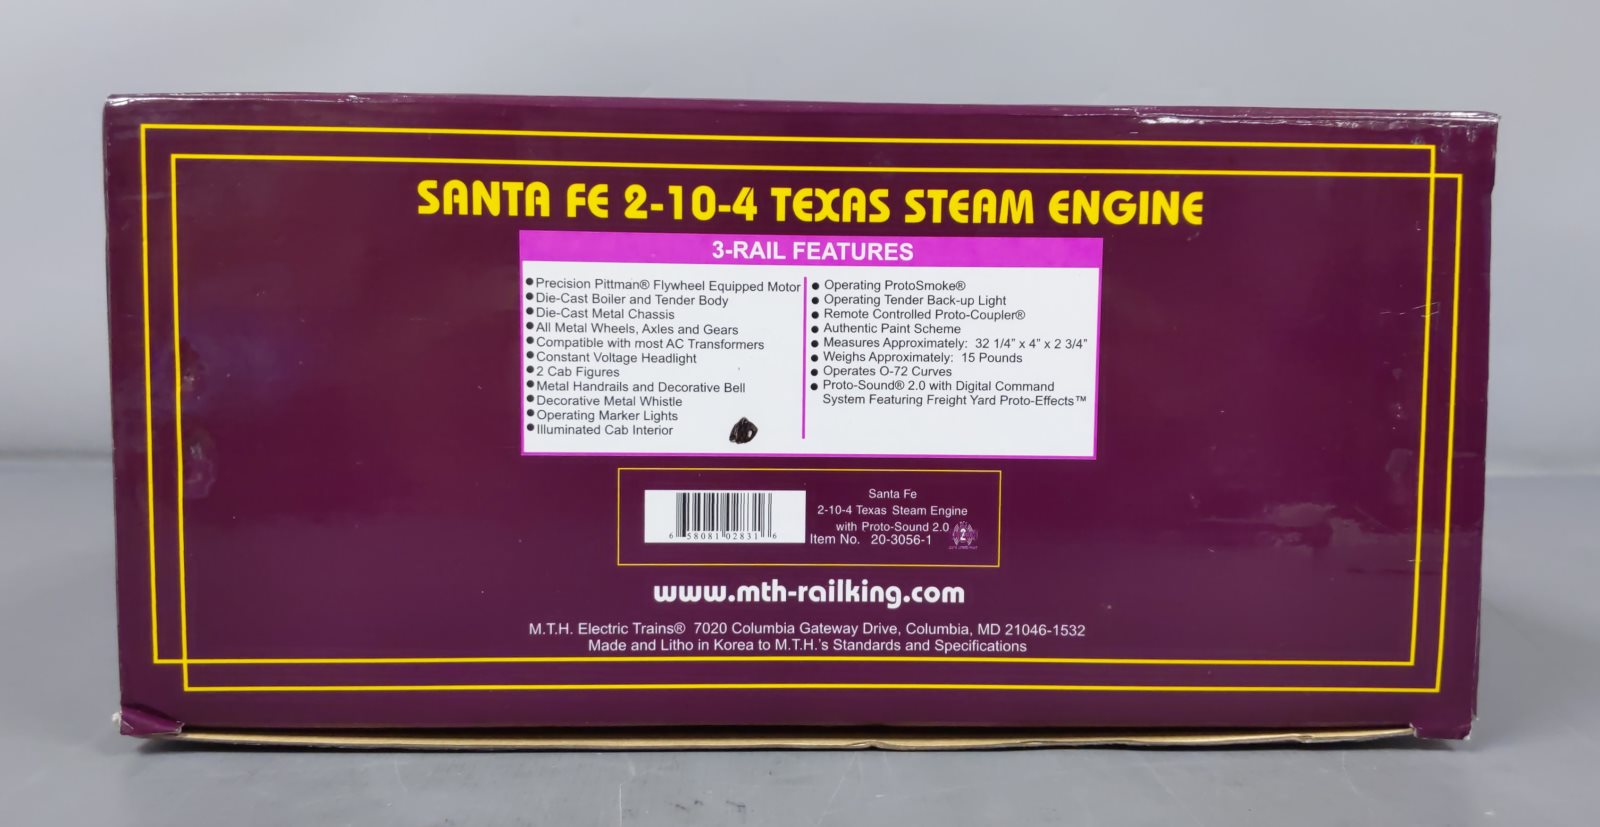 SANTA FE 2-10-4 TEXAS STEAM ENGINE
3-RAIL FEATURES
● Precision Pittman® Flywheel Equipped Motor
● Die-Cast Boiler and Tender Body
● Die-Cast Metal Chassis
● All Metal Wheels, Axles and Gears
● Compatible with most AC Transformers
● Constant Voltage Headlight
● 2 Cab Figures
● Metal Handrails and Decorative Bell
● Decorative Metal Whistle
● Operating Marker Lights
● Illuminated Cab Interior
● Operating ProtoSmoke®
● Operating Tender Back-up Light
● Remote Controlled Proto-Coupler®
● Authentic Paint Scheme
● Measures Approximately: 32 1/4” x 4” x 2 3/4”
● Weighs Approximately: 15 Pounds
● Operates O-72 Curves
● Proto-Sound® 2.0 with Digital Command
System Featuring Freight Yard Proto-Effects™
6 58081 02831 6
Santa Fe
2-10-4 Texas Steam Engine
with Proto-Sound 2.0
Item No. 20-3056-1
2
www.mth-railking.com
M.T.H. Electric Trains® 7020 Columbia Gateway Drive, Columbia, MD 21046-1532
Made and Litho in Korea to M.T.H.'s Standards and Specifications